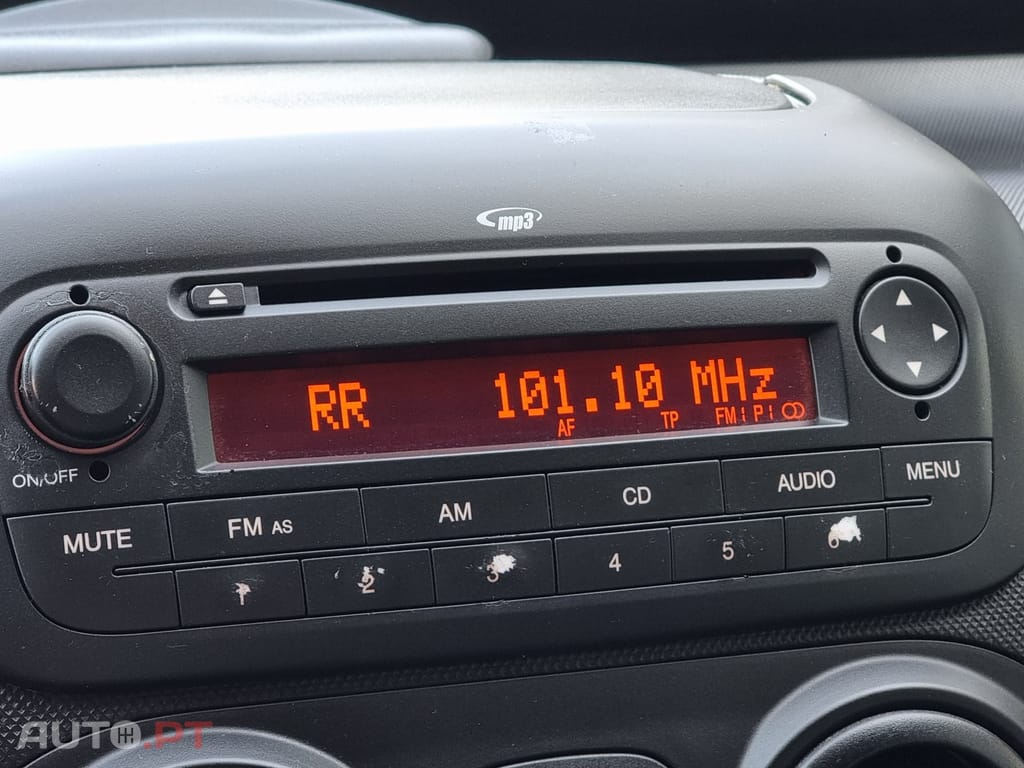 mp3
RR 101.10 MHz
AF TP FM1 P1
ON/OFF
MUTE FM AS AM CD AUDIO MENU
1 2 3 4 5 6
AUTO.PT